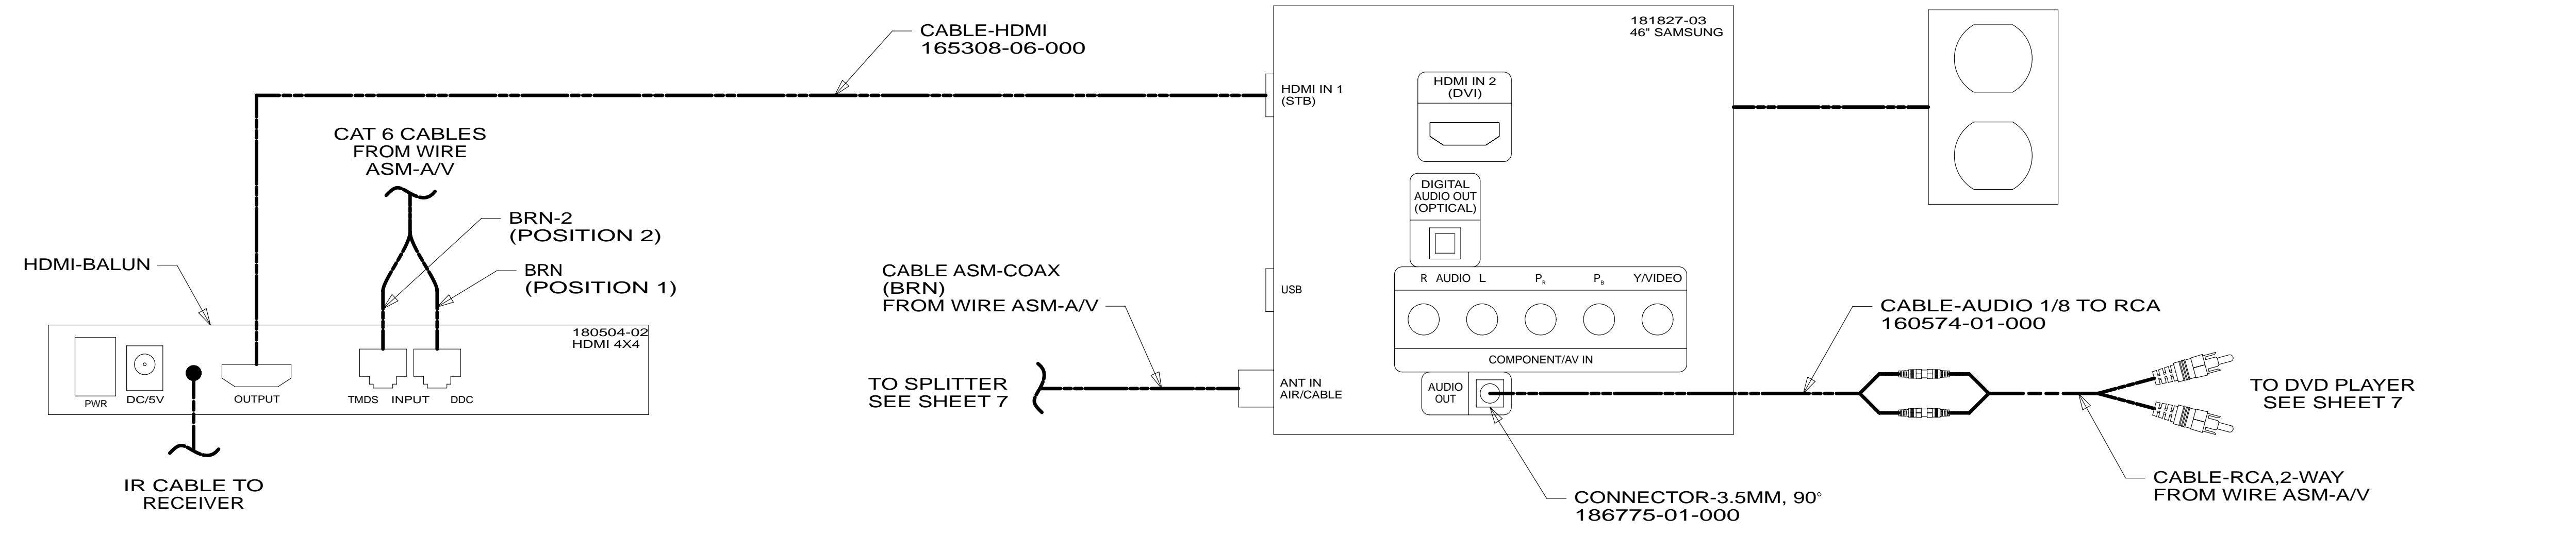 CABLE-HDMI
165308-06-000
181827-03
46" SAMSUNG
HDMI IN 1
(STB)
HDMI IN 2
(DVI)
CAT 6 CABLES
FROM WIRE
ASM-A/V
BRN-2
(POSITION 2)
BRN
(POSITION 1)
HDMI-BALUN
180504-02
HDMI 4X4
PWR
DC/5V
OUTPUT
TMDS INPUT DDC
IR CABLE TO
RECEIVER
DIGITAL
AUDIO OUT
(OPTICAL)
CABLE ASM-COAX
(BRN)
FROM WIRE ASM-A/V
USB
R AUDIO L PR PB Y/VIDEO
COMPONENT/AV IN
TO SPLITTER
SEE SHEET 7
ANT IN
AIR/CABLE
AUDIO
OUT
CABLE-AUDIO 1/8 TO RCA
160574-01-000
TO DVD PLAYER
SEE SHEET 7
CONNECTOR-3.5MM, 90°
186775-01-000
CABLE-RCA,2-WAY
FROM WIRE ASM-A/V